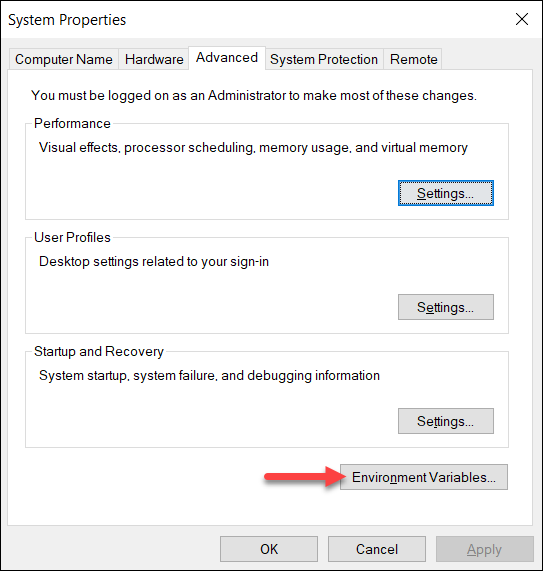 System Properties
Computer Name Hardware Advanced System Protection Remote
You must be logged on as an Administrator to make most of these changes.
Performance
Visual effects, processor scheduling, memory usage, and virtual memory
Settings...
User Profiles
Desktop settings related to your sign-in
Settings...
Startup and Recovery
System startup, system failure, and debugging information
Settings...
Environment Variables...
OK Cancel Apply